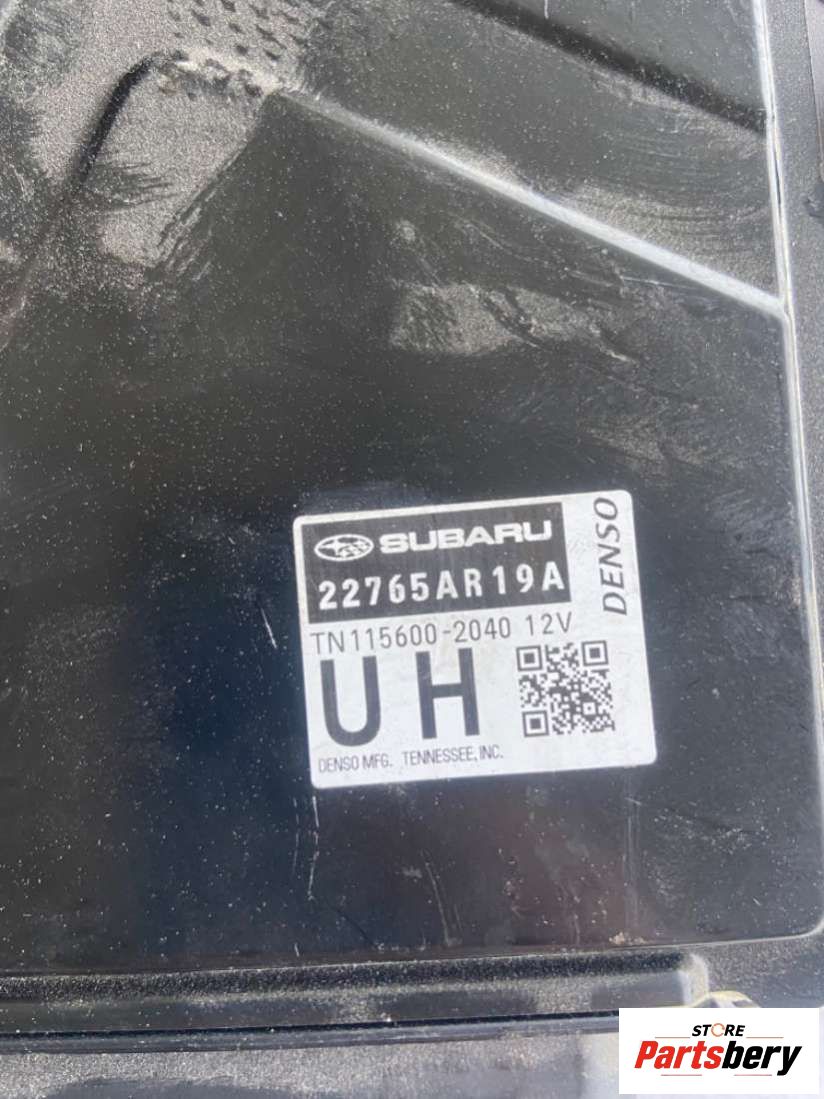 SUBARU
22765AR19A
DENSO
TN115600-2040 12V
UH
DENSO MFG. TENNESSEE, INC.
STORE
Partsbery